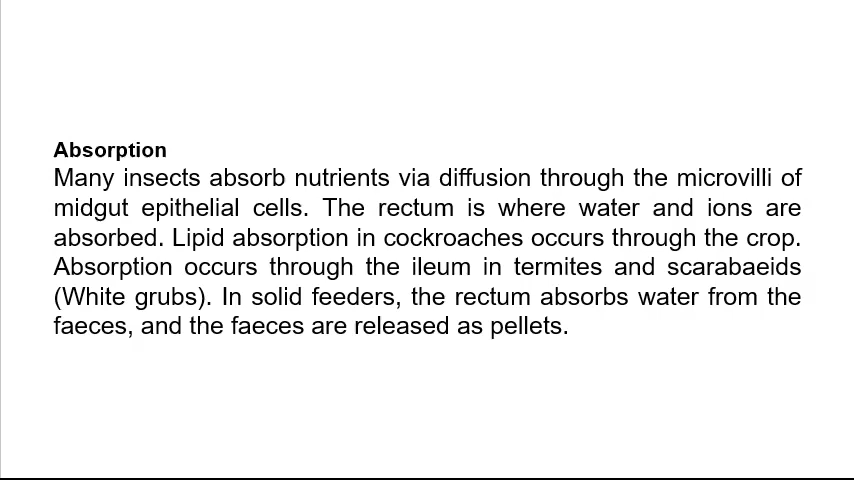 Absorption
Many insects absorb nutrients via diffusion through the microvilli of
midgut epithelial cells. The rectum is where water and ions are
absorbed. Lipid absorption in cockroaches occurs through the crop.
Absorption occurs through the ileum in termites and scarabaeids
(White grubs). In solid feeders, the rectum absorbs water from the
faeces, and the faeces are released as pellets.